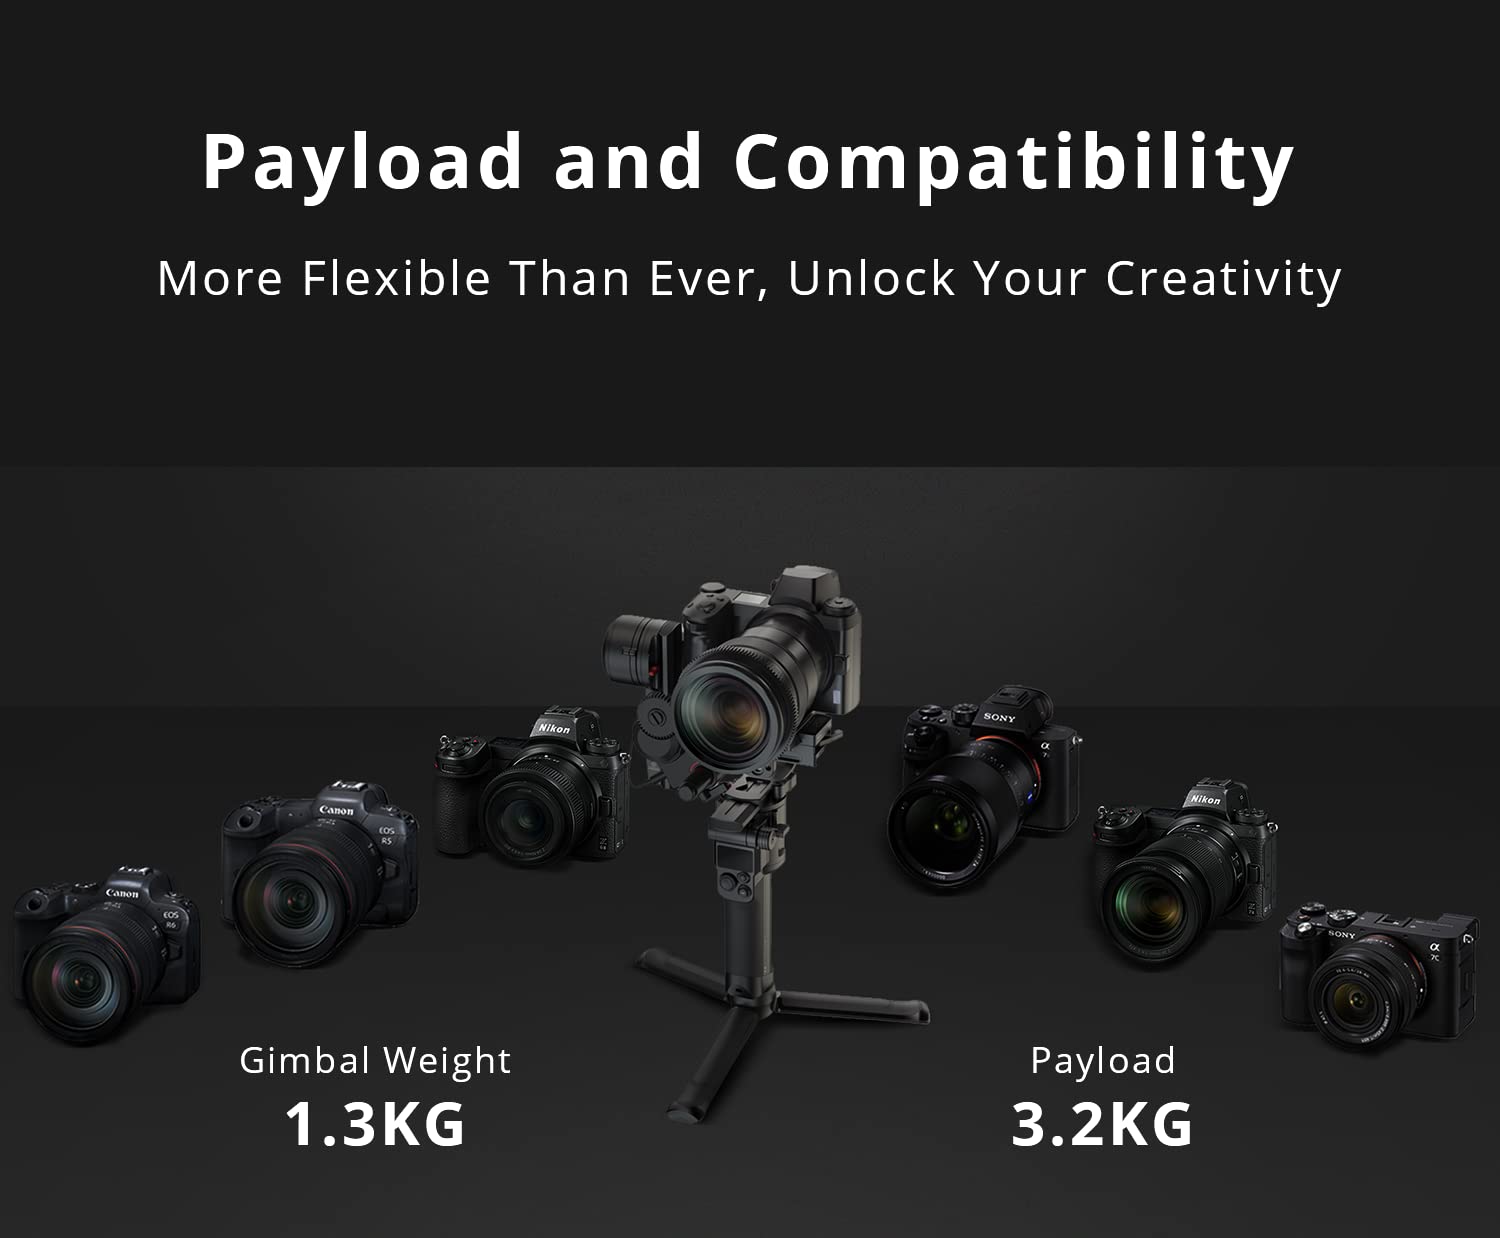 Payload and Compatibility
More Flexible Than Ever, Unlock Your Creativity
Nikon
SONY
α
7S
Canon
EOS
R5
Nikon
Canon
EOS
R6
SONY
α
7C
Gimbal Weight
1.3KG
Payload
3.2KG